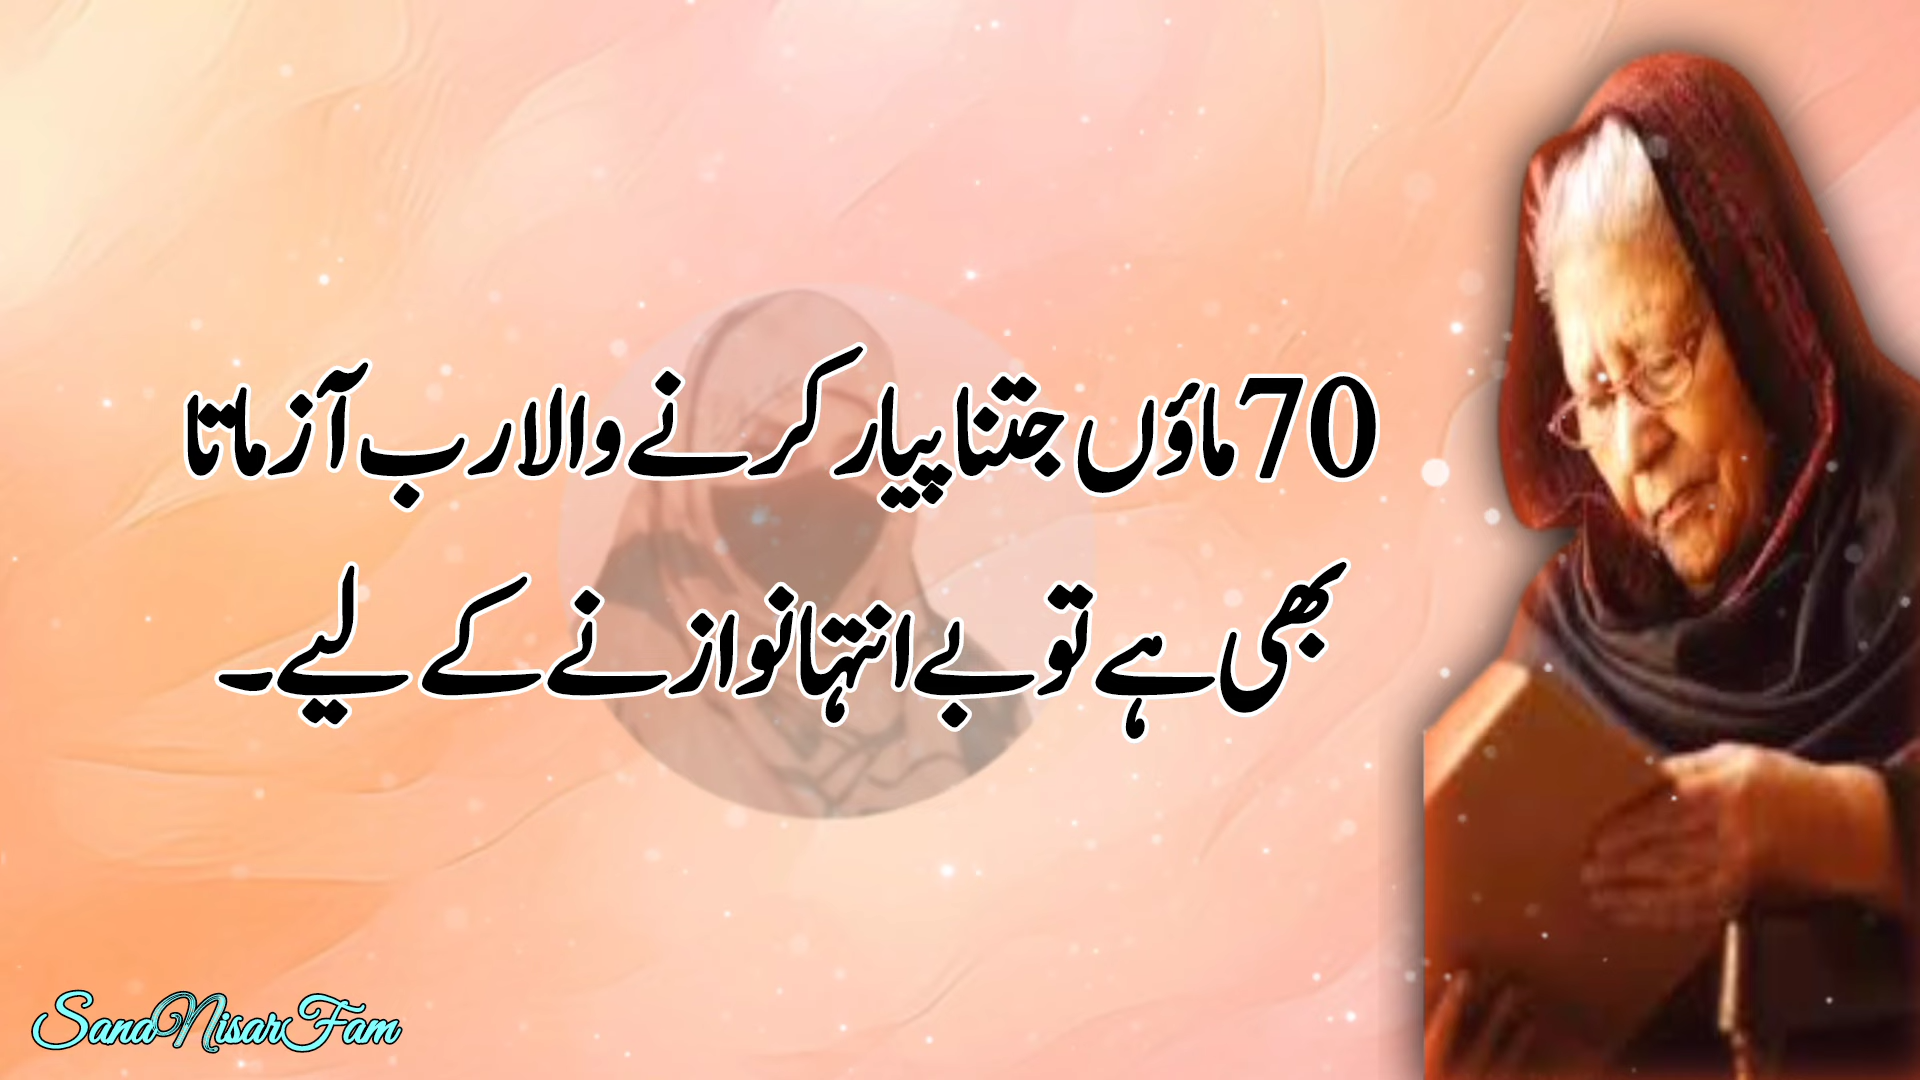 70 ماؤں جتنا پیار کرنے والا رب آزماتا
بھی ہے تو بے انتہا نوازنے کے لیے۔
SanaNisarFam